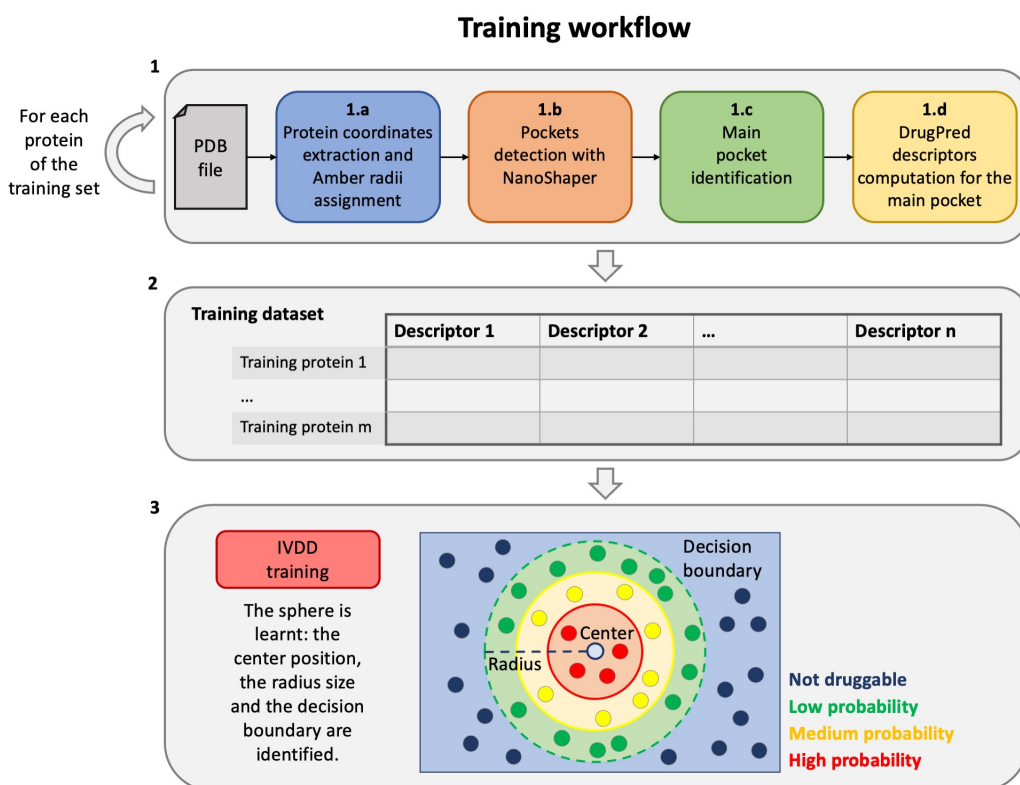 Training workflow
1
For each
protein
of the
training set
PDB
file
1.a
Protein coordinates
extraction and
Amber radii
assignment
1.b
Pockets
detection with
NanoShaper
1.c
Main
pocket
identification
1.d
DrugPred
descriptors
computation for the
main pocket
2
Training dataset
Descriptor 1 Descriptor 2 ... Descriptor n
Training protein 1
...
Training protein m
3
IVDD
training
The sphere is
learnt: the
center position,
the radius size
and the decision
boundary are
identified.
Decision
boundary
Center
Radius
Not druggable
Low probability
Medium probability
High probability